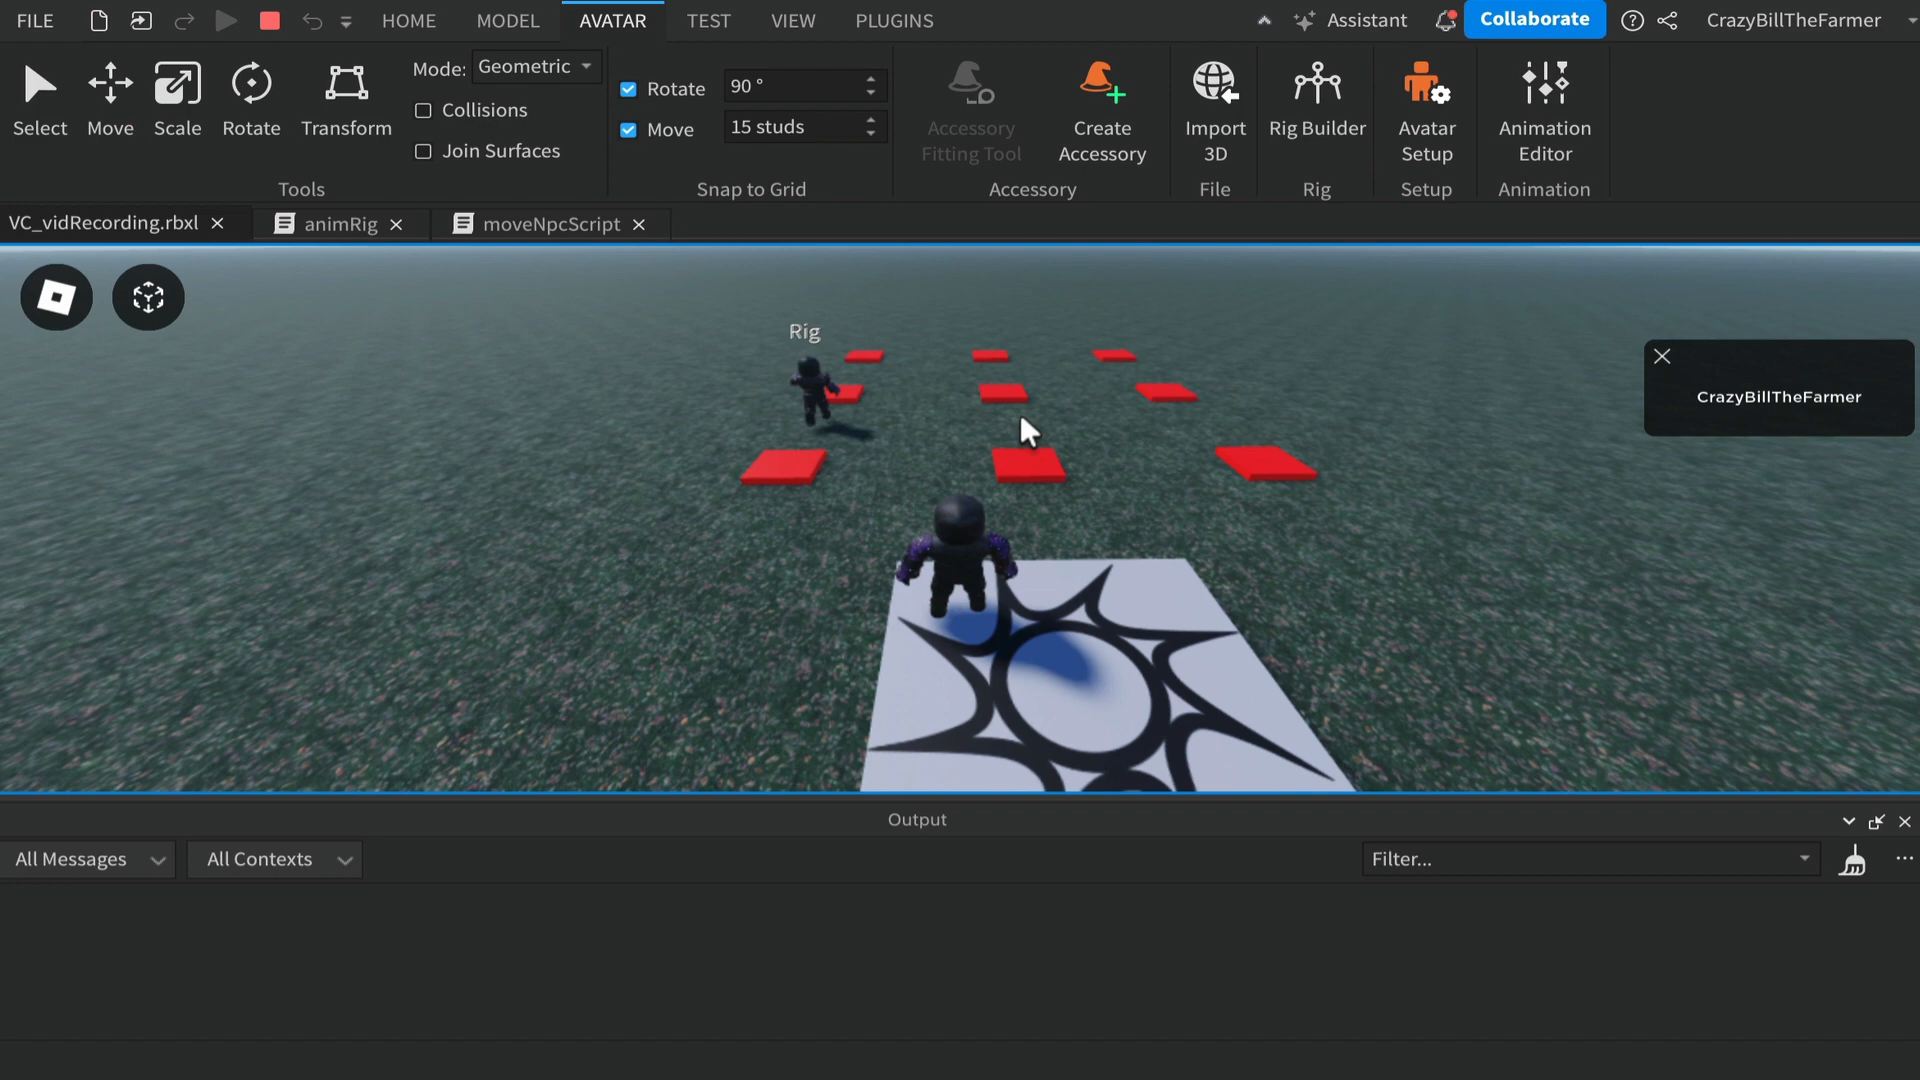 FILE HOME MODEL AVATAR TEST VIEW PLUGINS Assistant Collaborate CrazyBillTheFarmer
Select Move Scale Rotate Transform
Mode: Geometric
Collisions
Join Surfaces
Tools
Rotate 90 °
Move 15 studs
Snap to Grid
Accessory
Fitting Tool
Create
Accessory
Accessory
Import
3D
File
Rig Builder
Rig
Avatar
Setup
Setup
Animation
Editor
Animation
VC_vidRecording.rbxl animRig moveNpcScript
Rig
CrazyBillTheFarmer
Output
All Messages All Contexts Filter...